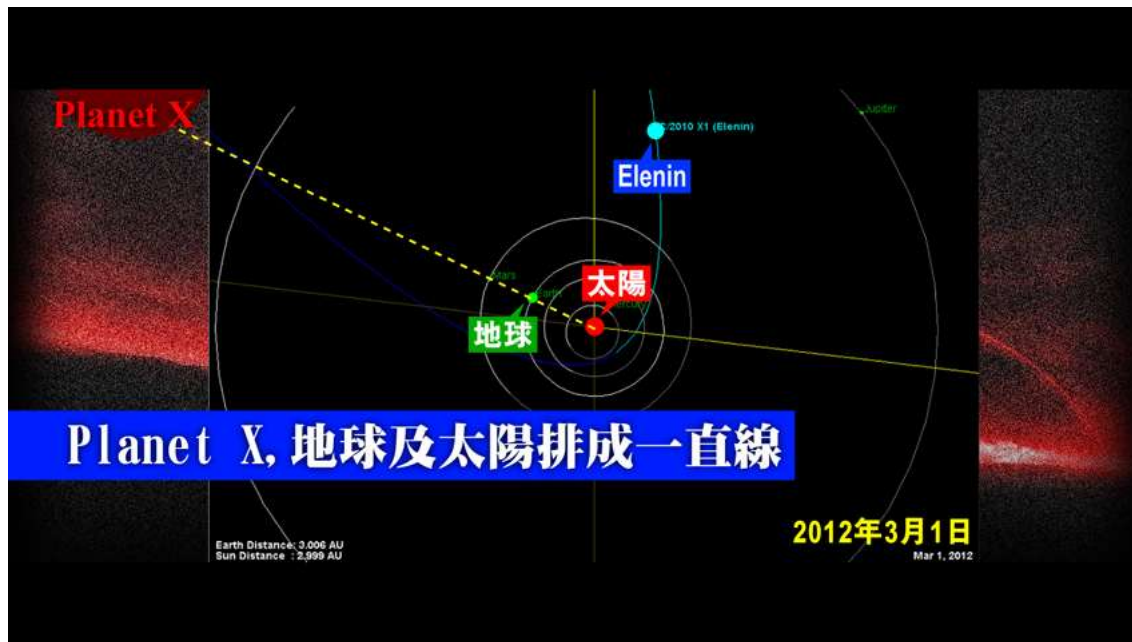 Planet X
Jupiter
C/2010 X1 (Elenin)
Elenin
Mars
太陽
Earth
地球
Planet X,地球及太陽排成一直線
2012年3月1日
Earth Distance: 3.006 AU
Sun Distance : 2.999 AU
Mar 1, 2012